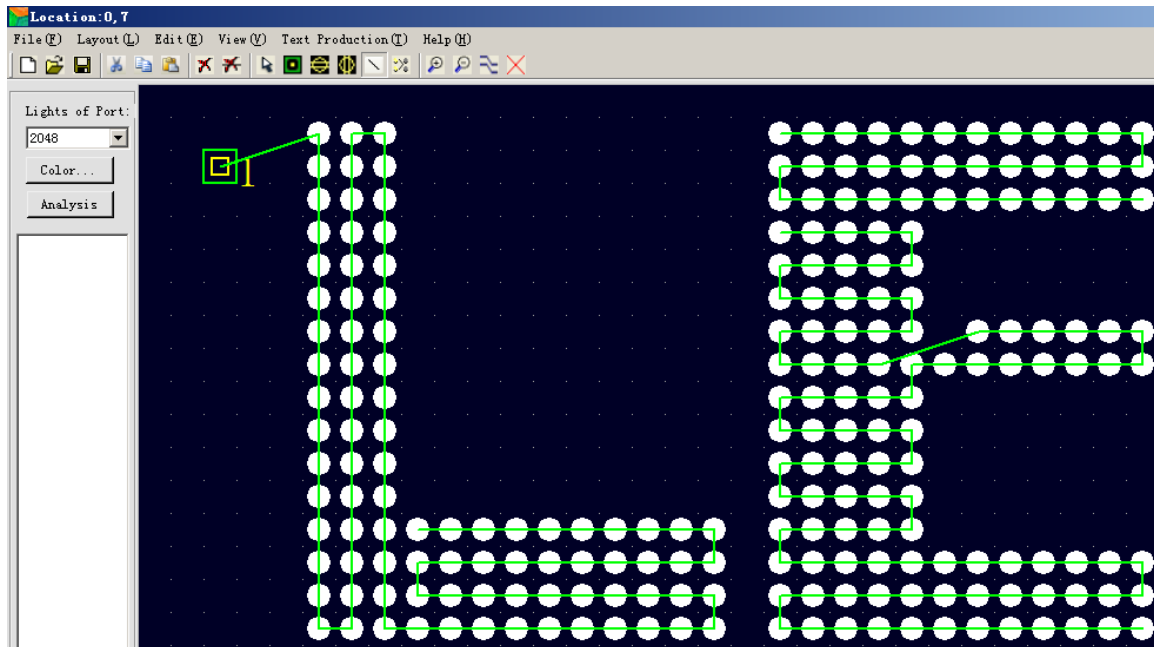 Location:0,7
File(F) Layout(L) Edit(E) View(V) Text Production(T) Help(H)
Lights of Port:
2048
Color...
Analysis
1